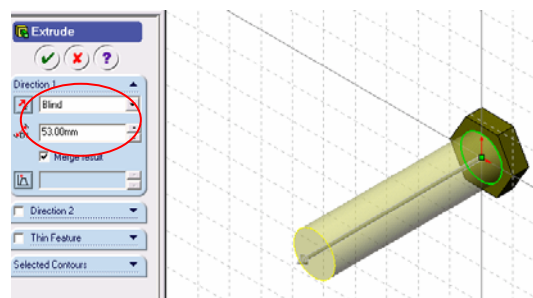 Extrude
?
Direction 1
Blind
53.00mm
Merge result
Direction 2
Thin Feature
Selected Contours